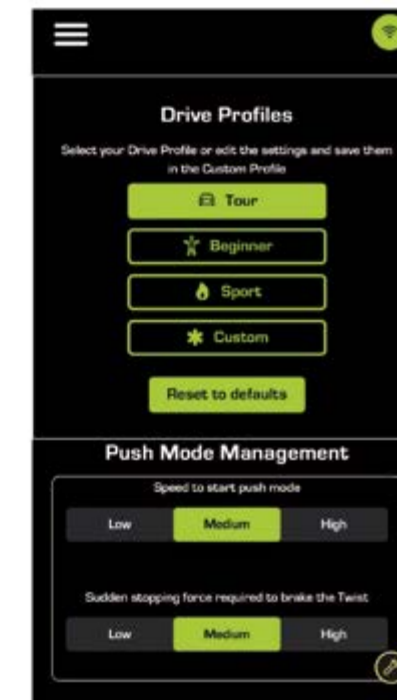 Drive Profiles
Select your Drive Profile or edit the settings and save them
in the Custom Profile
Tour
Beginner
Sport
Custom
Reset to defaults
Push Mode Management
Speed to start push mode
Low Medium High
Sudden stopping force required to brake the Twist
Low Medium High